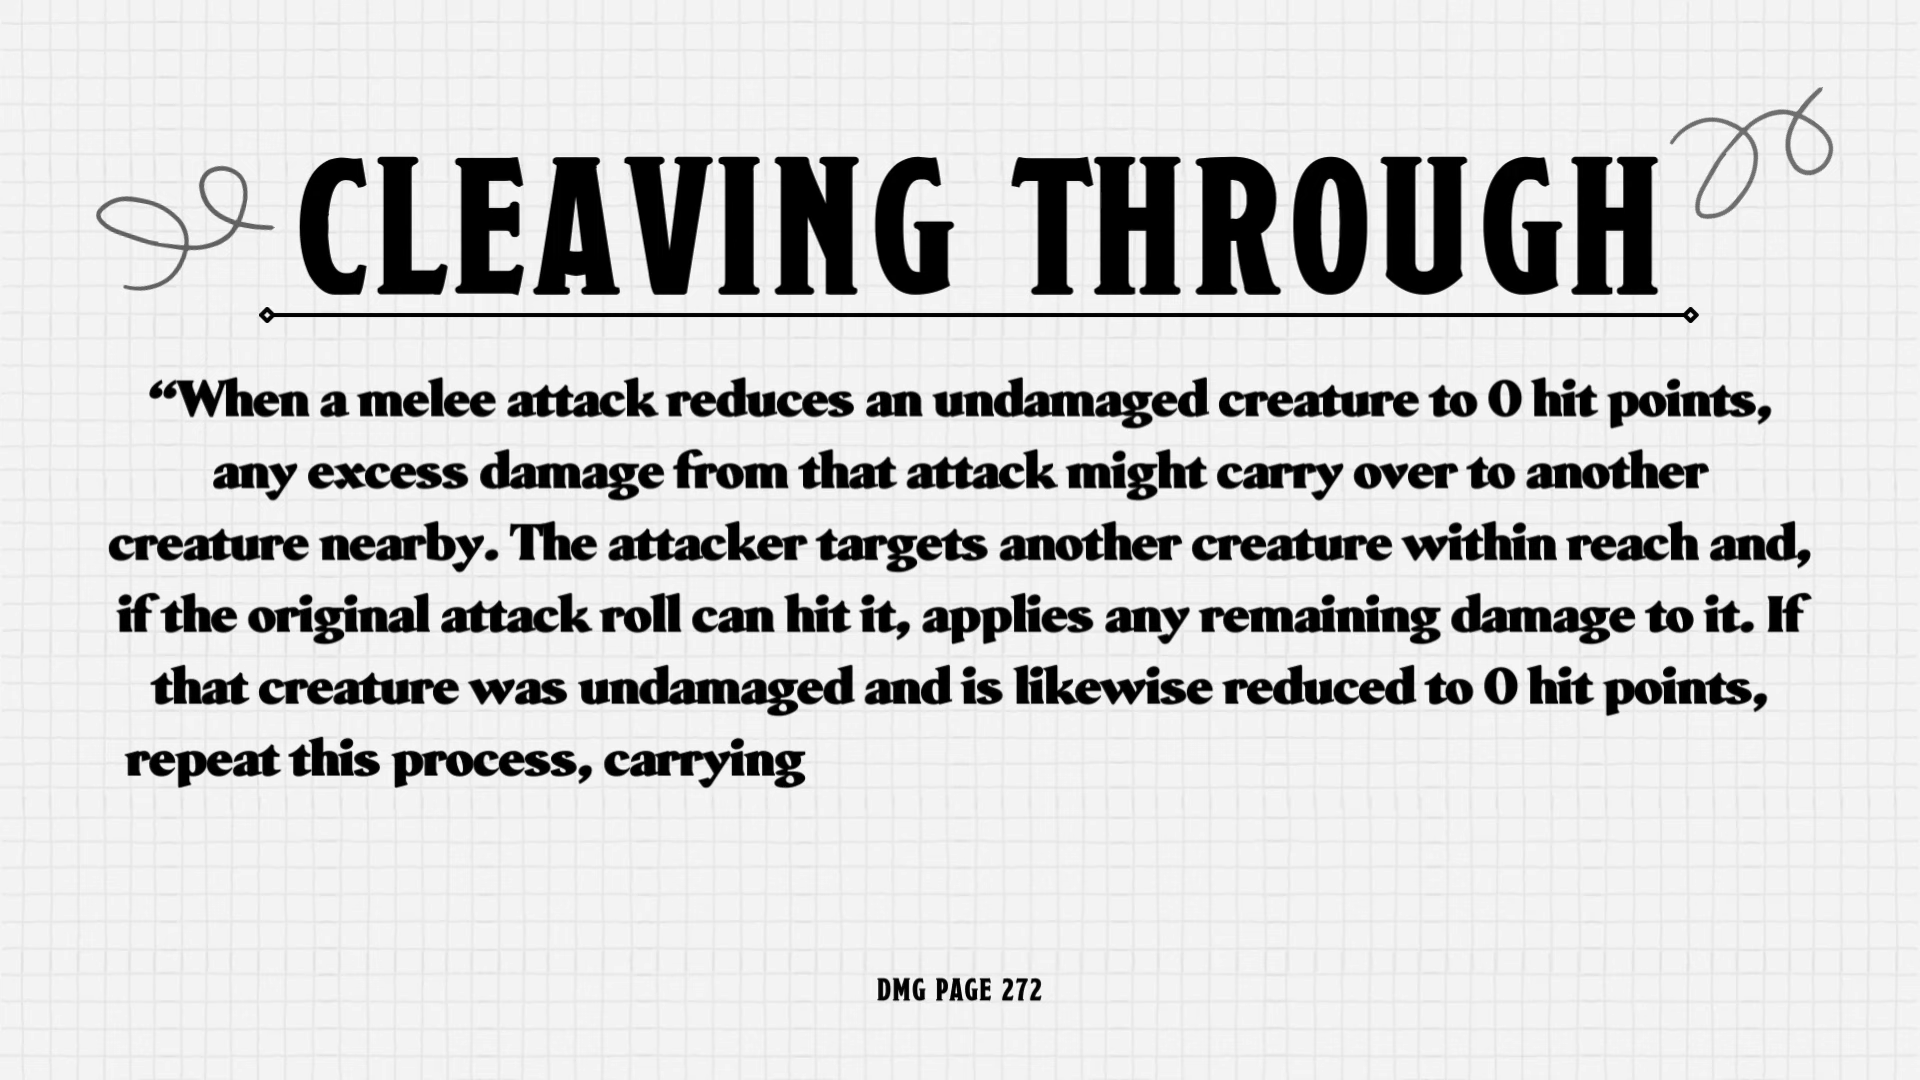 CLEAVING THROUGH
“When a melee attack reduces an undamaged creature to 0 hit points,
any excess damage from that attack might carry over to another
creature nearby. The attacker targets another creature within reach and,
if the original attack roll can hit it, applies any remaining damage to it. If
that creature was undamaged and is likewise reduced to 0 hit points,
repeat this process, carrying
DMG PAGE 272